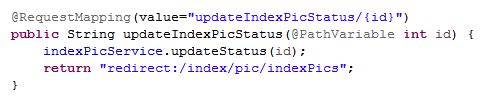 @RequestMapping(value="updateIndexPicStatus/{id}")
public String updateIndexPicStatus(@PathVariable int id) {
    indexPicService.updateStatus(id);
    return "redirect:/index/pic/indexPics";
}